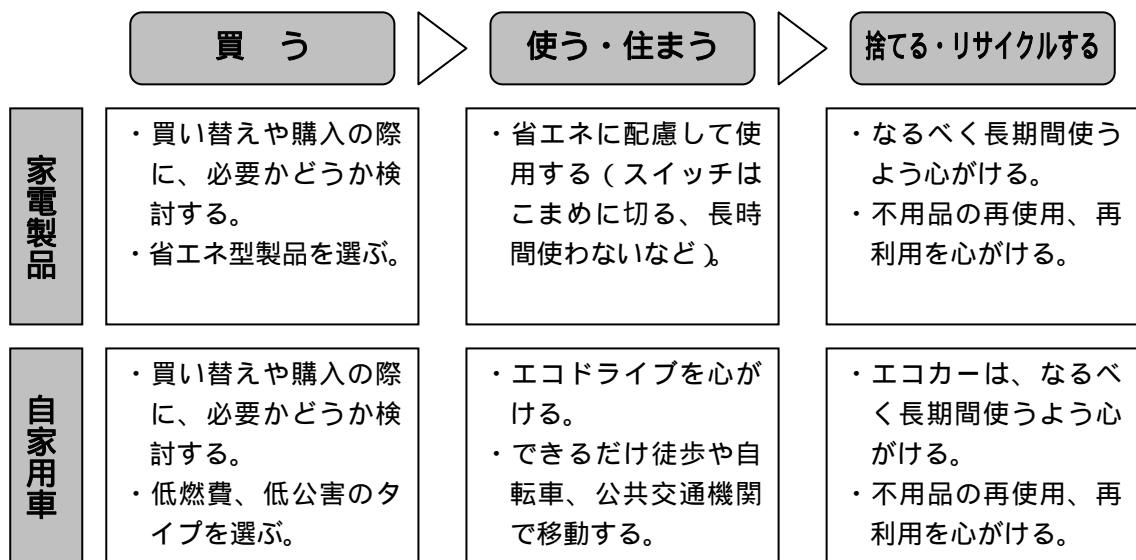 買 う
使う・住まう
捨てる・リサイクルする
家電製品
・買い替えや購入の際
に、必要かどうか検
討する。
・省エネ型製品を選ぶ。
・省エネに配慮して使
用する（スイッチは
こまめに切る、長時
間使わないなど）。
・なるべく長期間使う
よう心がける。
・不用品の再使用、再
利用を心がける。
自家用車
・買い替えや購入の際
に、必要かどうか検
討する。
・低燃費、低公害のタ
イプを選ぶ。
・エコドライブを心が
ける。
・できるだけ徒歩や自
転車、公共交通機関
で移動する。
・エコカーは、なるべ
く長期間使うよう心
がける。
・不用品の再使用、再
利用を心がける。